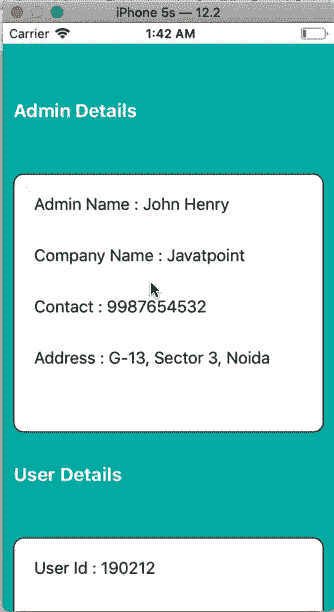 iPhone 5s — 12.2
Carrier 1:42 AM
Admin Details
Admin Name : John Henry
Company Name : Javatpoint
Contact : 9987654532
Address : G-13, Sector 3, Noida
User Details
User Id : 190212